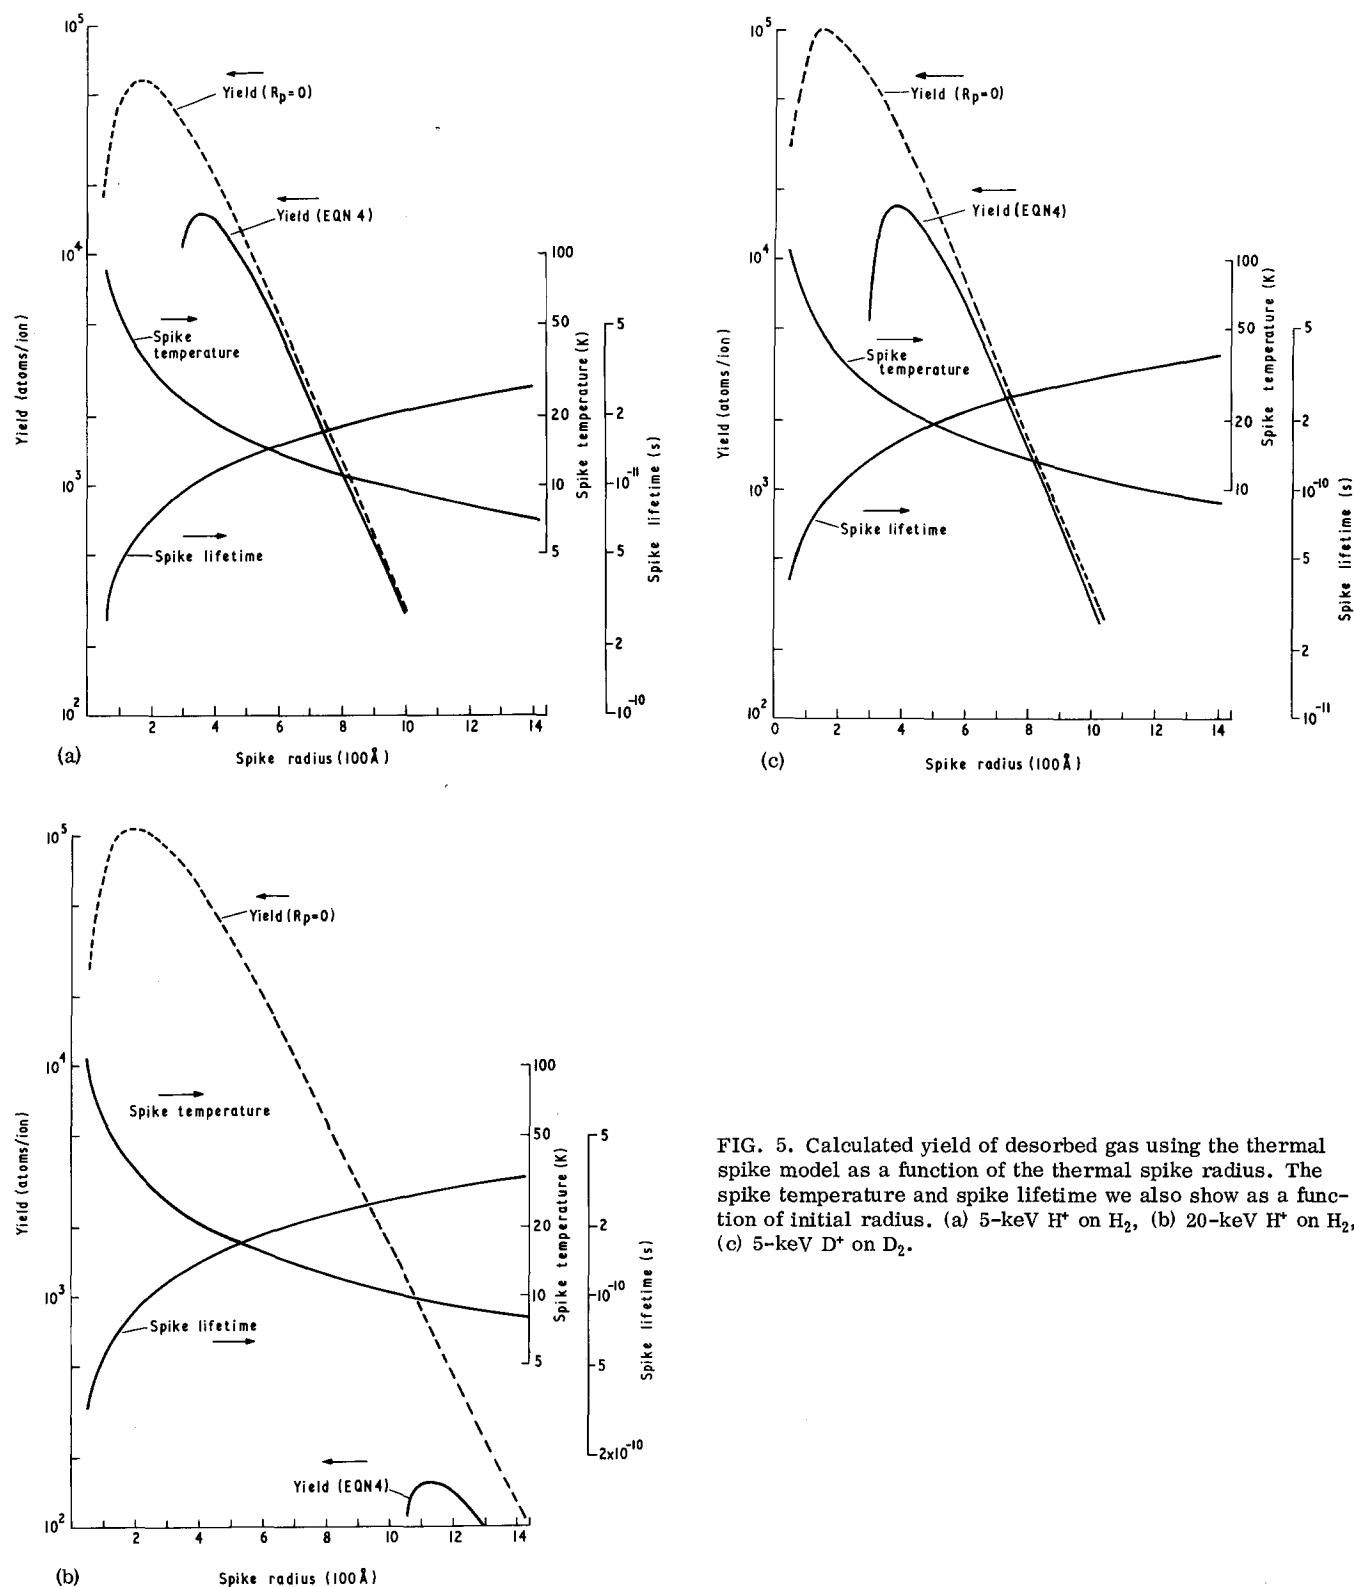 10^5
Yield (Rp=0)
Yield (EQN 4)
10^4
100
Spike
temperature
50
5
Yield (atoms/ion)
20
2
Spike temperature (K)
10^3
10
10^-11
Spike lifetime
5
5
Spike lifetime (s)
2
10^2
10^-10
2 4 6 8 10 12 14
(a)
Spike radius (100Å)
10^5
Yield (Rp=0)
Yield (EQN4)
10^4
100
Spike
temperature
50
5
Yield (atoms/ion)
20
2
Spike temperature (K)
10^3
10
10^-10
Spike lifetime
5
Spike lifetime (s)
2
10^2
10^-11
0 2 4 6 8 10 12 14
(c)
Spike radius (100Å)
10^5
Yield (Rp=0)
10^4
100
Spike temperature
50
5
Yield (atoms/ion)
20
2
Spike temperature (K)
10^3
10
10^-10
Spike lifetime
5
5
Spike lifetime (s)
2x10^-10
Yield (EQN4)
10^2
2 4 6 8 10 12 14
(b)
Spike radius (100Å)
FIG. 5. Calculated yield of desorbed gas using the thermal
spike model as a function of the thermal spike radius. The
spike temperature and spike lifetime we also show as a func-
tion of initial radius. (a) 5-keV H⁺ on H₂, (b) 20-keV H⁺ on H₂,
(c) 5-keV D⁺ on D₂.